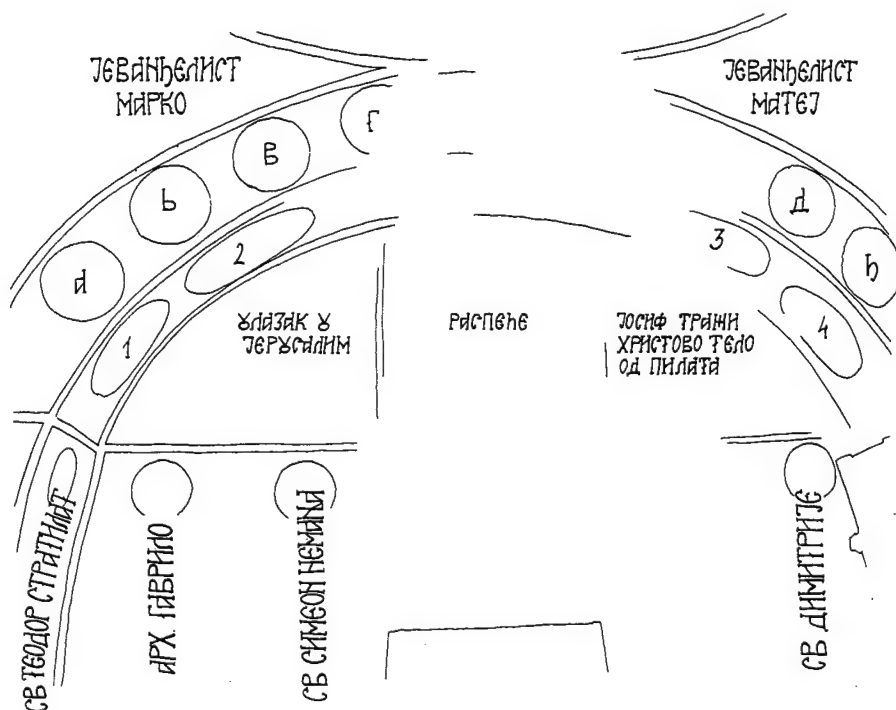 ЈЕВАНЂЕЛИСТ
МАРКО
ЈЕВАНЂЕЛИСТ
МАТЕЈ
а
ь
в
г
д
ђ
1
2
3
4
УЛАЗАК У
ЈЕРУСАЛИМ
РАСПЕЋЕ
ЈОСИФ ТРАЖИ
ХРИСТОВО ТЕЛО
ОД ПИЛАТА
СВ ТЕОДОР СТРАТИЛАТ
АРХ. ГАВРИЛО
СВ СИМЕОН НЕМАЊА
СВ ДИМИТРИЈЕ